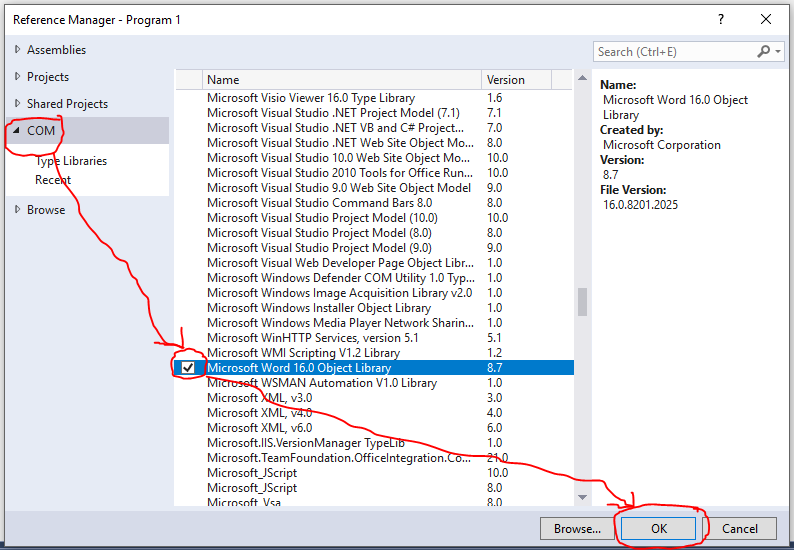 Reference Manager - Program 1
? 
Assemblies
Projects
Shared Projects
COM
Type Libraries
Recent
Browse
Name Version
Microsoft Visio Viewer 16.0 Type Library 1.6
Microsoft Visual Studio .NET Project Model (7.1) 7.1
Microsoft Visual Studio .NET VB and C# Project... 7.0
Microsoft Visual Studio .NET Web Site Object Mo... 8.0
Microsoft Visual Studio 10.0 Web Site Object Mo... 10.0
Microsoft Visual Studio 2010 Tools for Office Run... 10.0
Microsoft Visual Studio 9.0 Web Site Object Model 9.0
Microsoft Visual Studio Command Bars 8.0 8.0
Microsoft Visual Studio Project Model (10.0) 10.0
Microsoft Visual Studio Project Model (8.0) 8.0
Microsoft Visual Studio Project Model (9.0) 9.0
Microsoft Visual Web Developer Page Object Libr... 1.0
Microsoft Windows Defender COM Utility 1.0 Typ... 1.0
Microsoft Windows Image Acquisition Library v2.0 1.0
Microsoft Windows Installer Object Library 1.0
Microsoft Windows Media Player Network Sharin... 1.0
Microsoft WinHTTP Services, version 5.1 5.1
Microsoft WMI Scripting V1.2 Library 1.2
Microsoft Word 16.0 Object Library 8.7
Microsoft WSMAN Automation V1.0 Library 1.0
Microsoft XML, v3.0 3.0
Microsoft XML, v4.0 4.0
Microsoft XML, v6.0 6.0
Microsoft.IIS.VersionManager TypeLib 1.0
Microsoft.TeamFoundation.OfficeIntegration.Co... 21.0
Microsoft_JScript 10.0
Microsoft_JScript 8.0
Microsoft_Vsa 8.0
Search (Ctrl+E)
Name:
Microsoft Word 16.0 Object
Library
Created by:
Microsoft Corporation
Version:
8.7
File Version:
16.0.8201.2025
Browse... OK Cancel